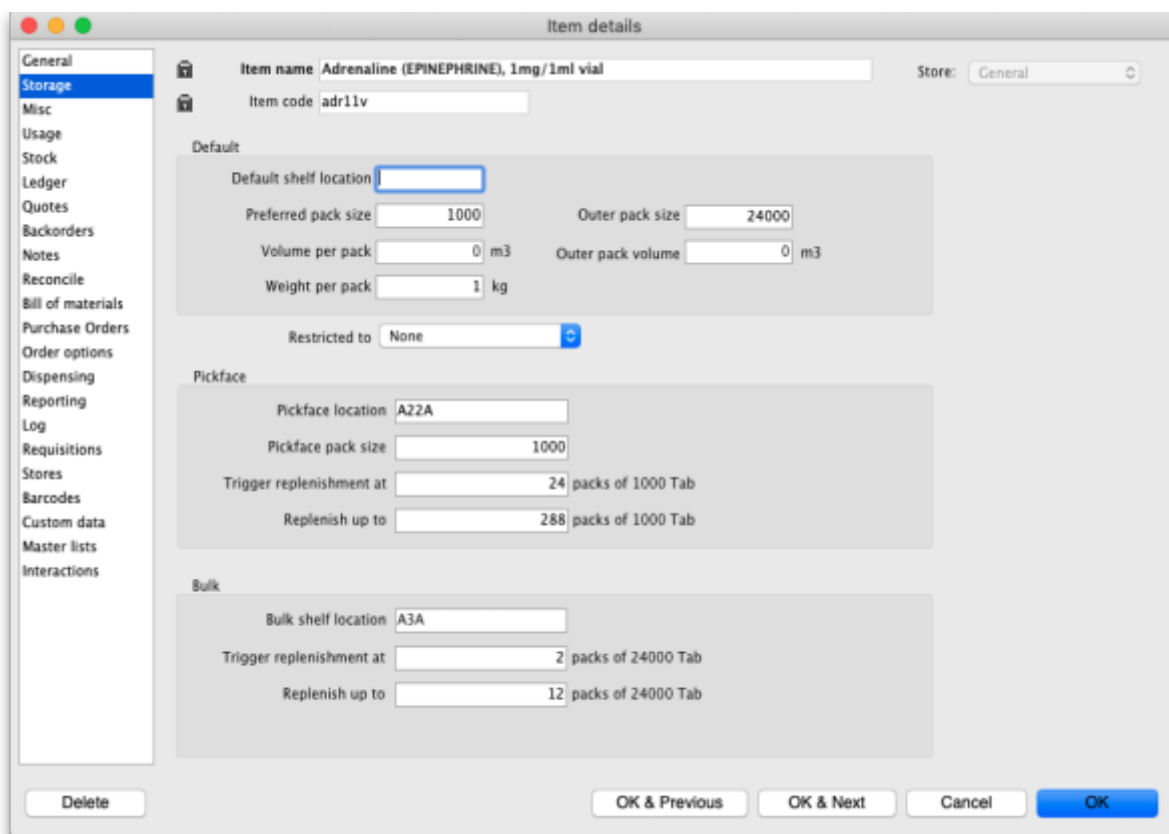 Item details
General
Storage
Misc
Usage
Stock
Ledger
Quotes
Backorders
Notes
Reconcile
Bill of materials
Purchase Orders
Order options
Dispensing
Reporting
Log
Requisitions
Stores
Barcodes
Custom data
Master lists
Interactions
Item name Adrenaline (EPINEPHRINE), 1mg/1ml vial
Store: General
Item code adr11v
Default
Default shelf location
Preferred pack size 1000 Outer pack size 24000
Volume per pack 0 m3 Outer pack volume 0 m3
Weight per pack 1 kg
Restricted to None
Pickface
Pickface location A22A
Pickface pack size 1000
Trigger replenishment at 24 packs of 1000 Tab
Replenish up to 288 packs of 1000 Tab
Bulk
Bulk shelf location A3A
Trigger replenishment at 2 packs of 24000 Tab
Replenish up to 12 packs of 24000 Tab
Delete OK & Previous OK & Next Cancel OK